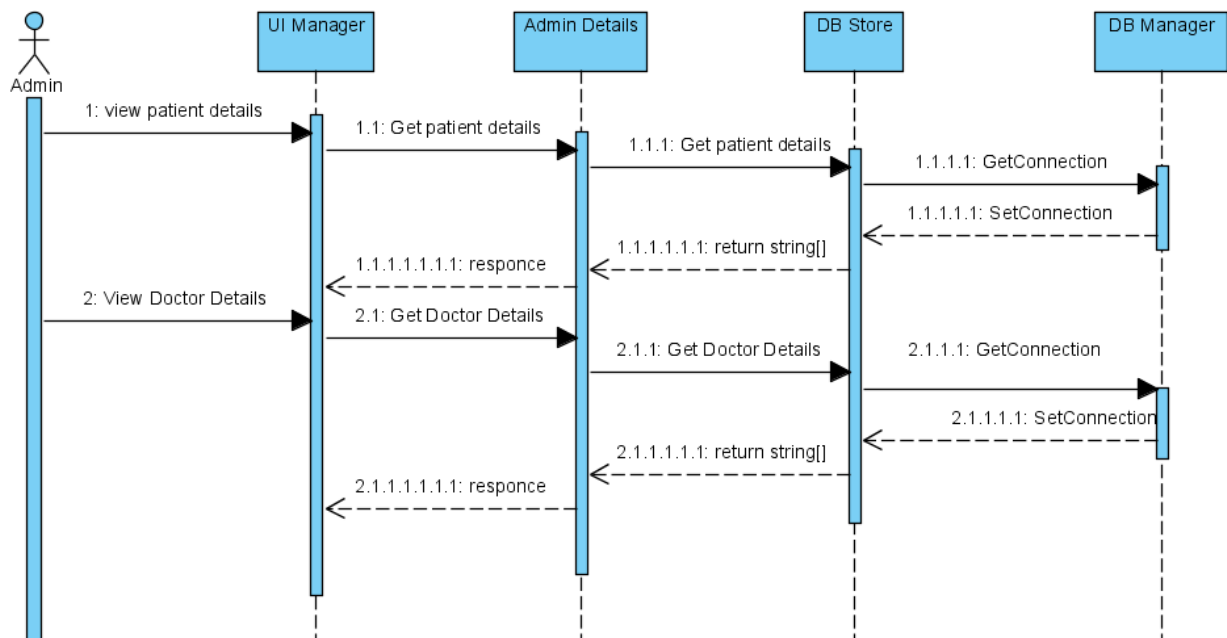 UI Manager
Admin Details
DB Store
DB Manager
Admin
1: view patient details
1.1: Get patient details
1.1.1: Get patient details
1.1.1.1: GetConnection
1.1.1.1.1: SetConnection
1.1.1.1.1.1: return string[]
1.1.1.1.1.1.1: responce
2: View Doctor Details
2.1: Get Doctor Details
2.1.1: Get Doctor Details
2.1.1.1: GetConnection
2.1.1.1.1: SetConnection
2.1.1.1.1.1: return string[]
2.1.1.1.1.1.1: responce